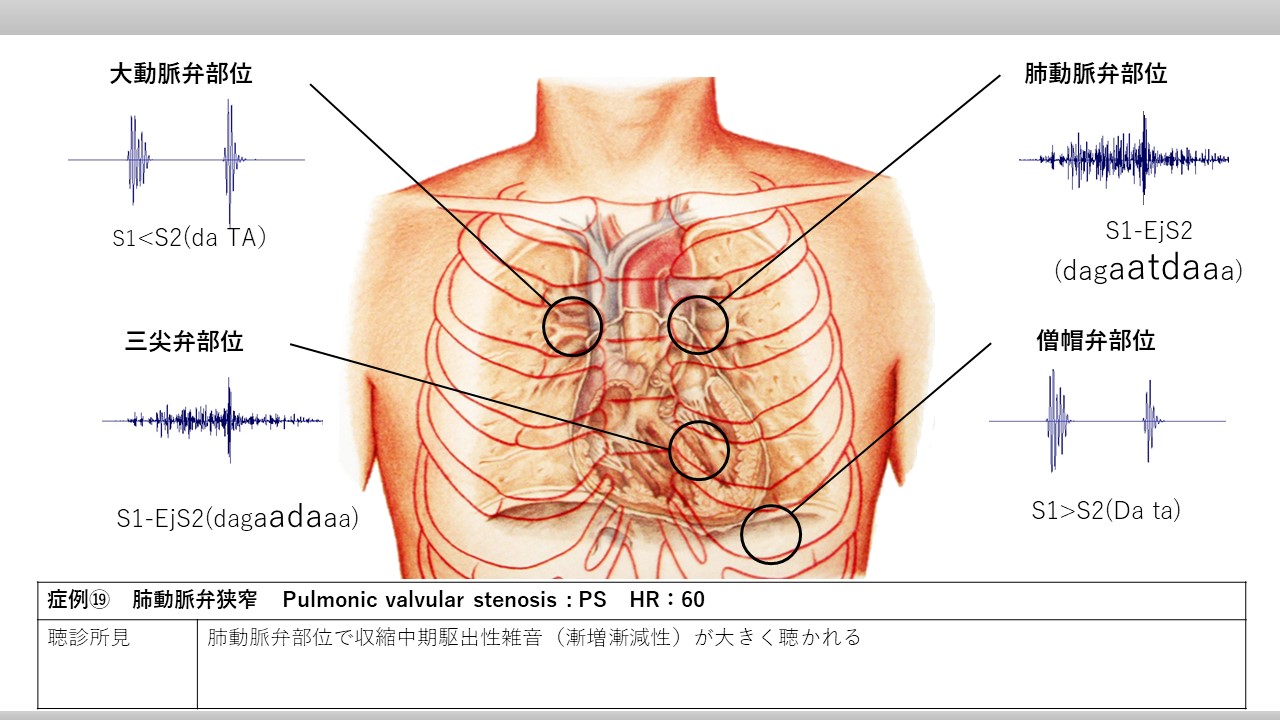 大動脈弁部位
S1<S2(da TA)
肺動脈弁部位
S1-EjS2
(dagaatdaaa)
三尖弁部位
S1-EjS2(dagaadaaa)
僧帽弁部位
S1>S2(Da ta)
症例⑲ 肺動脈弁狭窄 Pulmonic valvular stenosis : PS HR：60
聴診所見 肺動脈弁部位で収縮中期駆出性雑音（漸増漸減性）が大きく聴かれる